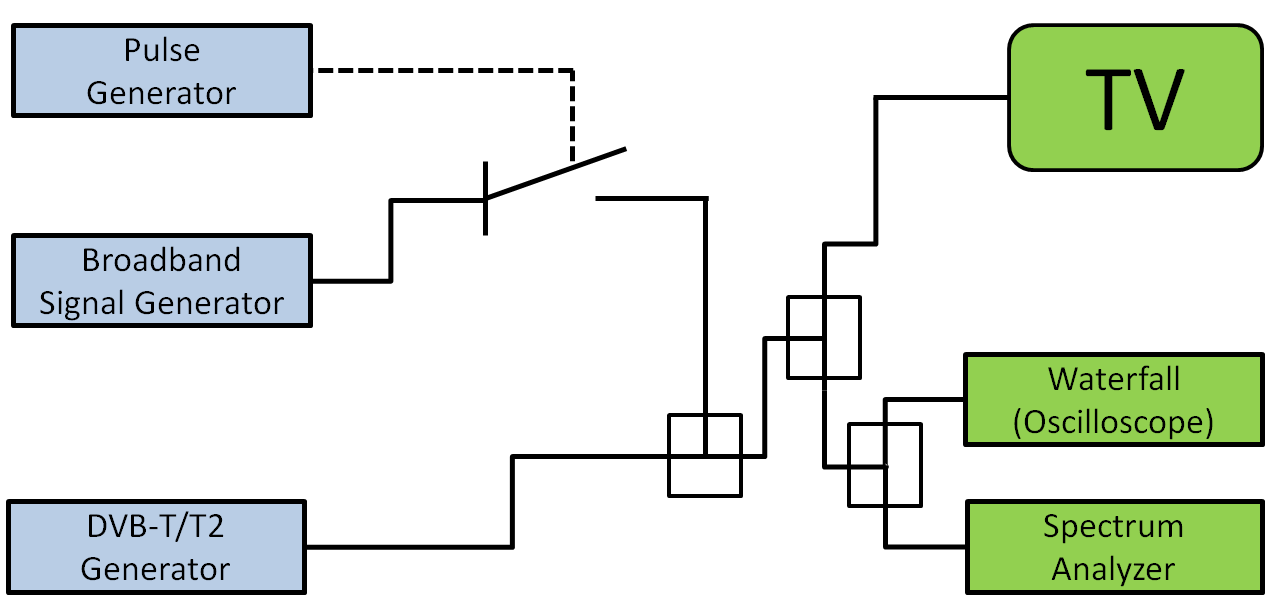 Pulse
Generator
TV
Broadband
Signal Generator
Waterfall
(Oscilloscope)
DVB-T/T2
Generator
Spectrum
Analyzer